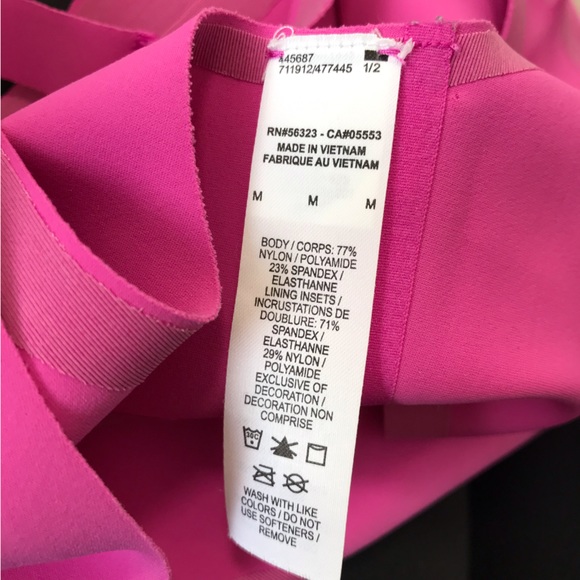 445687
711912/477445 1/2
RN#56323 - CA#05553
MADE IN VIETNAM
FABRIQUE AU VIETNAM
M M M
BODY / CORPS: 77%
NYLON / POLYAMIDE
23% SPANDEX /
ELASTHANNE
LINING INSETS /
INCRUSTATIONS DE
DOUBLURE: 71%
SPANDEX /
ELASTHANNE
29% NYLON /
POLYAMIDE
EXCLUSIVE OF
DECORATION /
DECORATION NON
COMPRISE
30C
WASH WITH LIKE
COLORS / DO NOT
USE SOFTENERS /
REMOVE